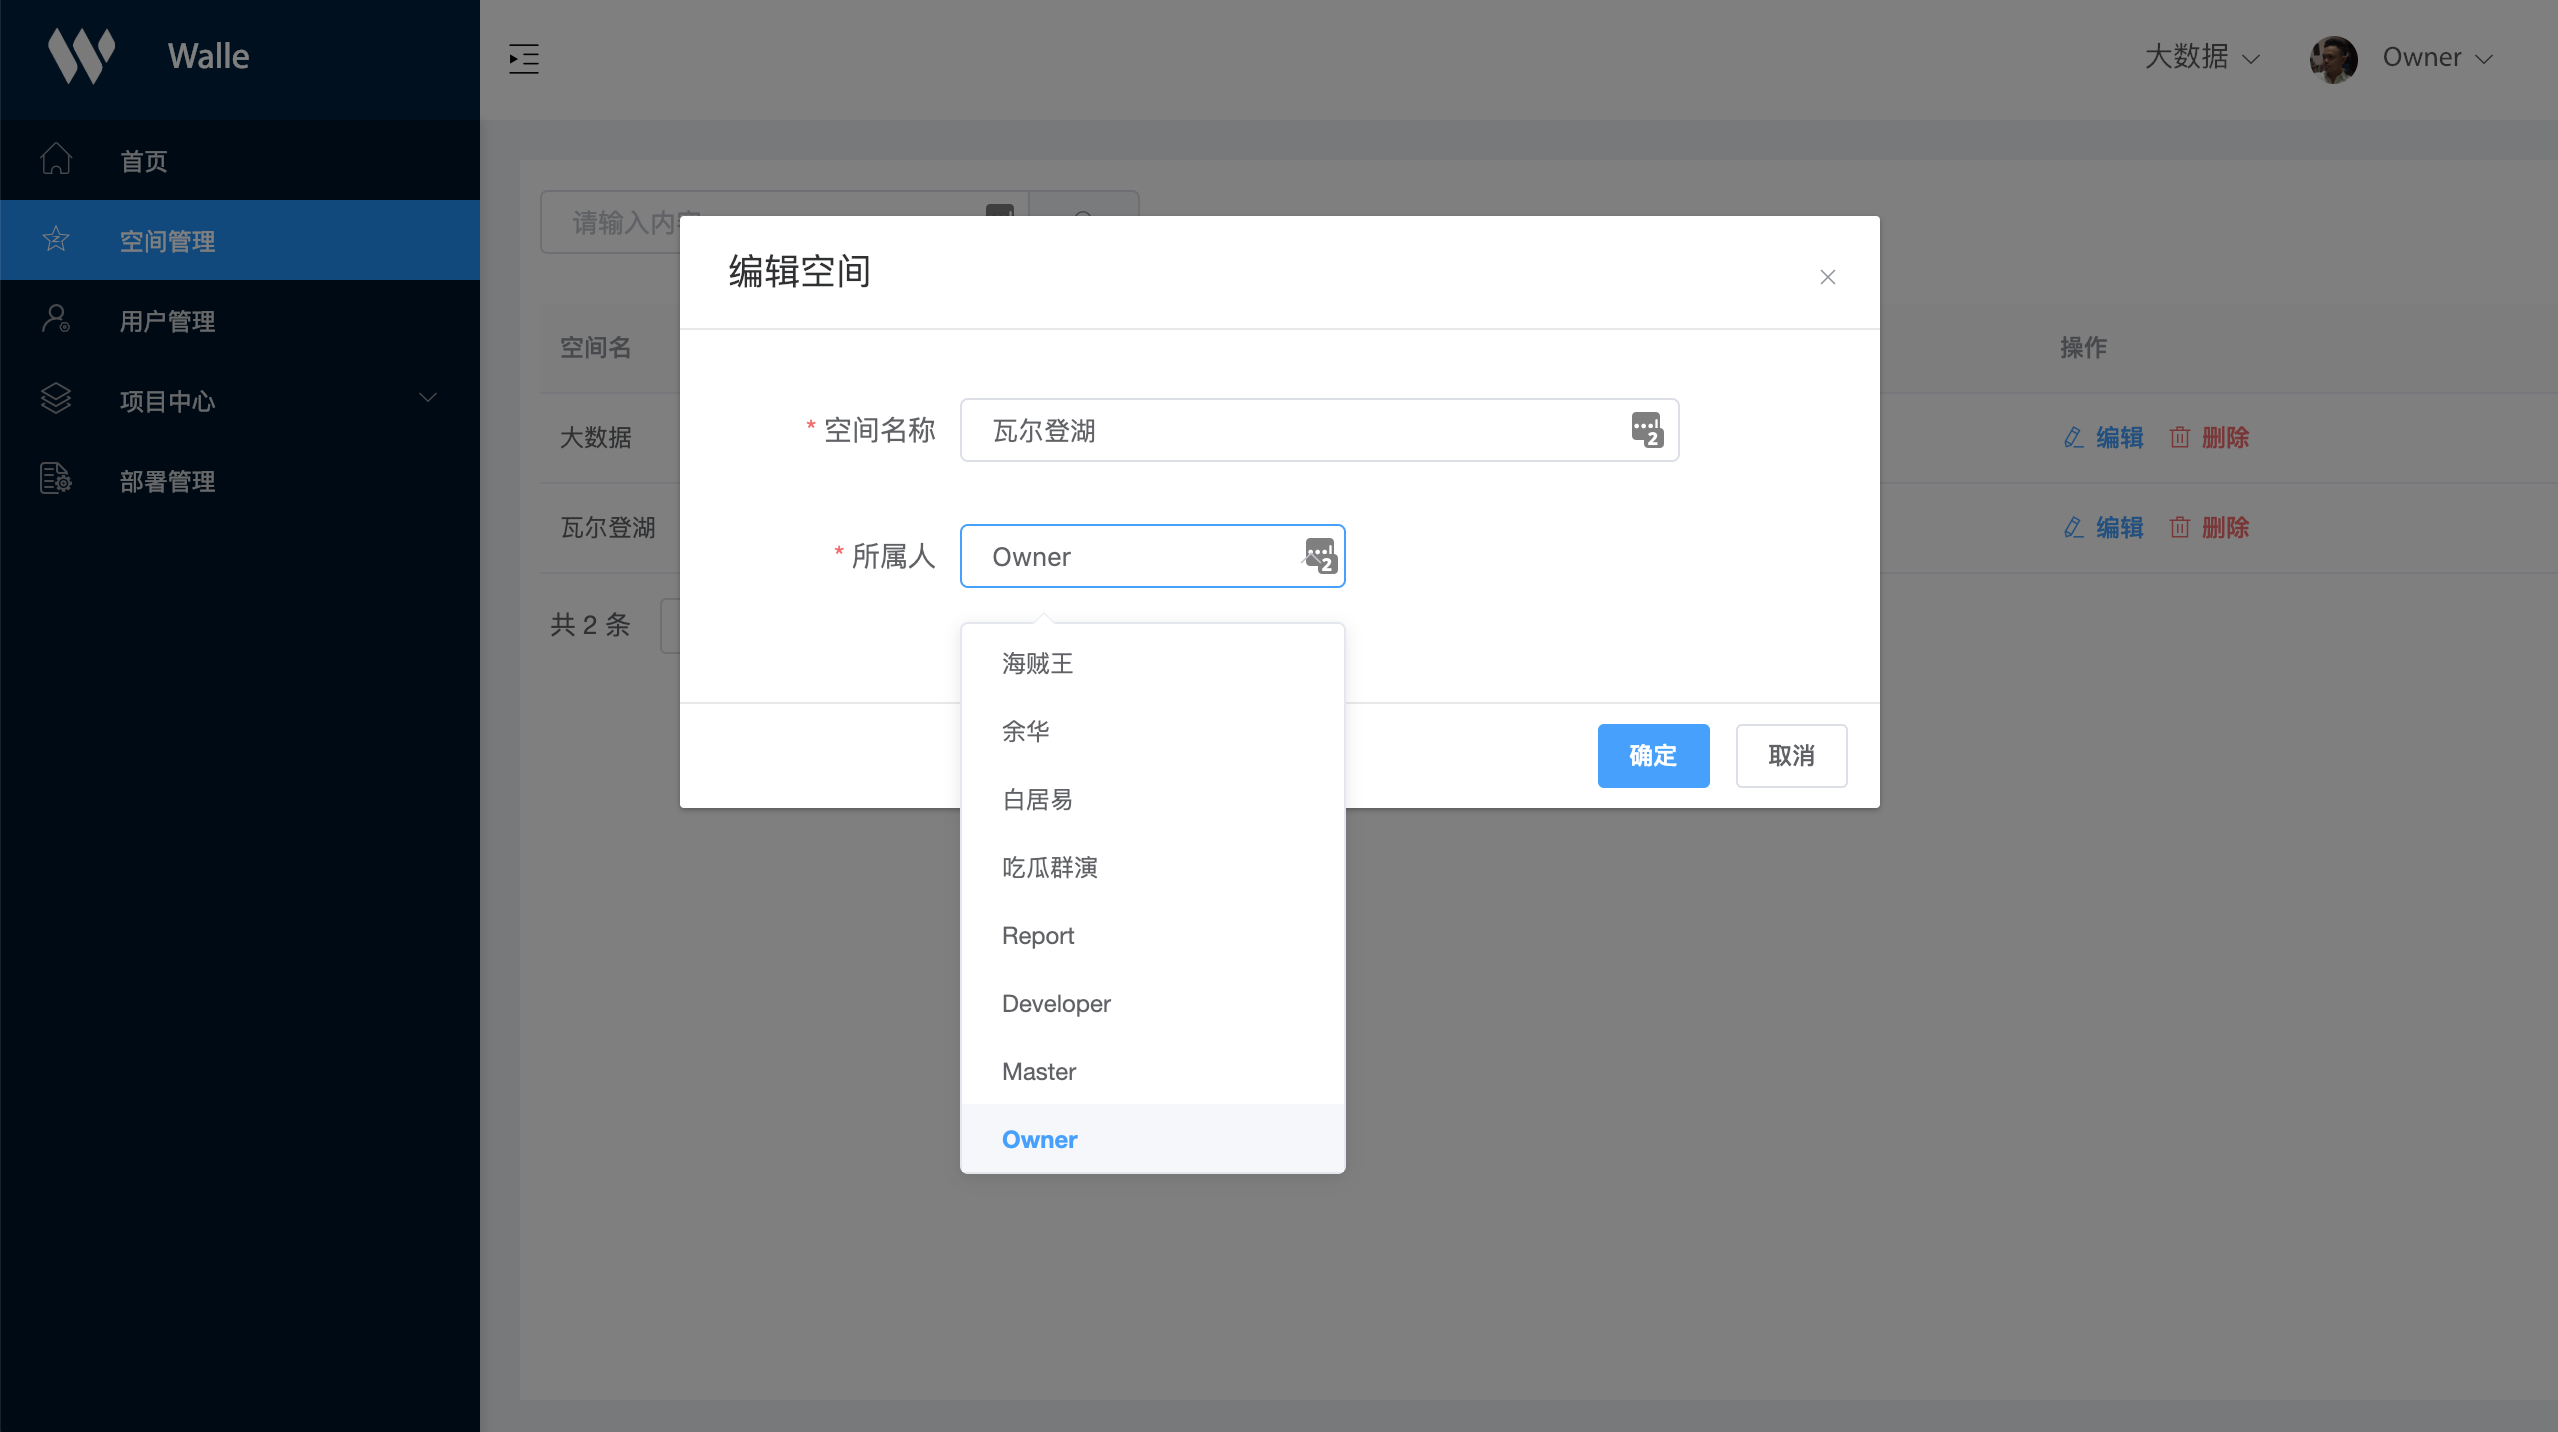 Walle
大数据
Owner
首页
空间管理
用户管理
项目中心
部署管理
请输入内
编辑空间
空间名
操作
* 空间名称
瓦尔登湖
大数据
编辑
删除
瓦尔登湖
编辑
删除
* 所属人
Owner
共 2 条
海贼王
余华
白居易
吃瓜群演
Report
Developer
Master
Owner
确定
取消